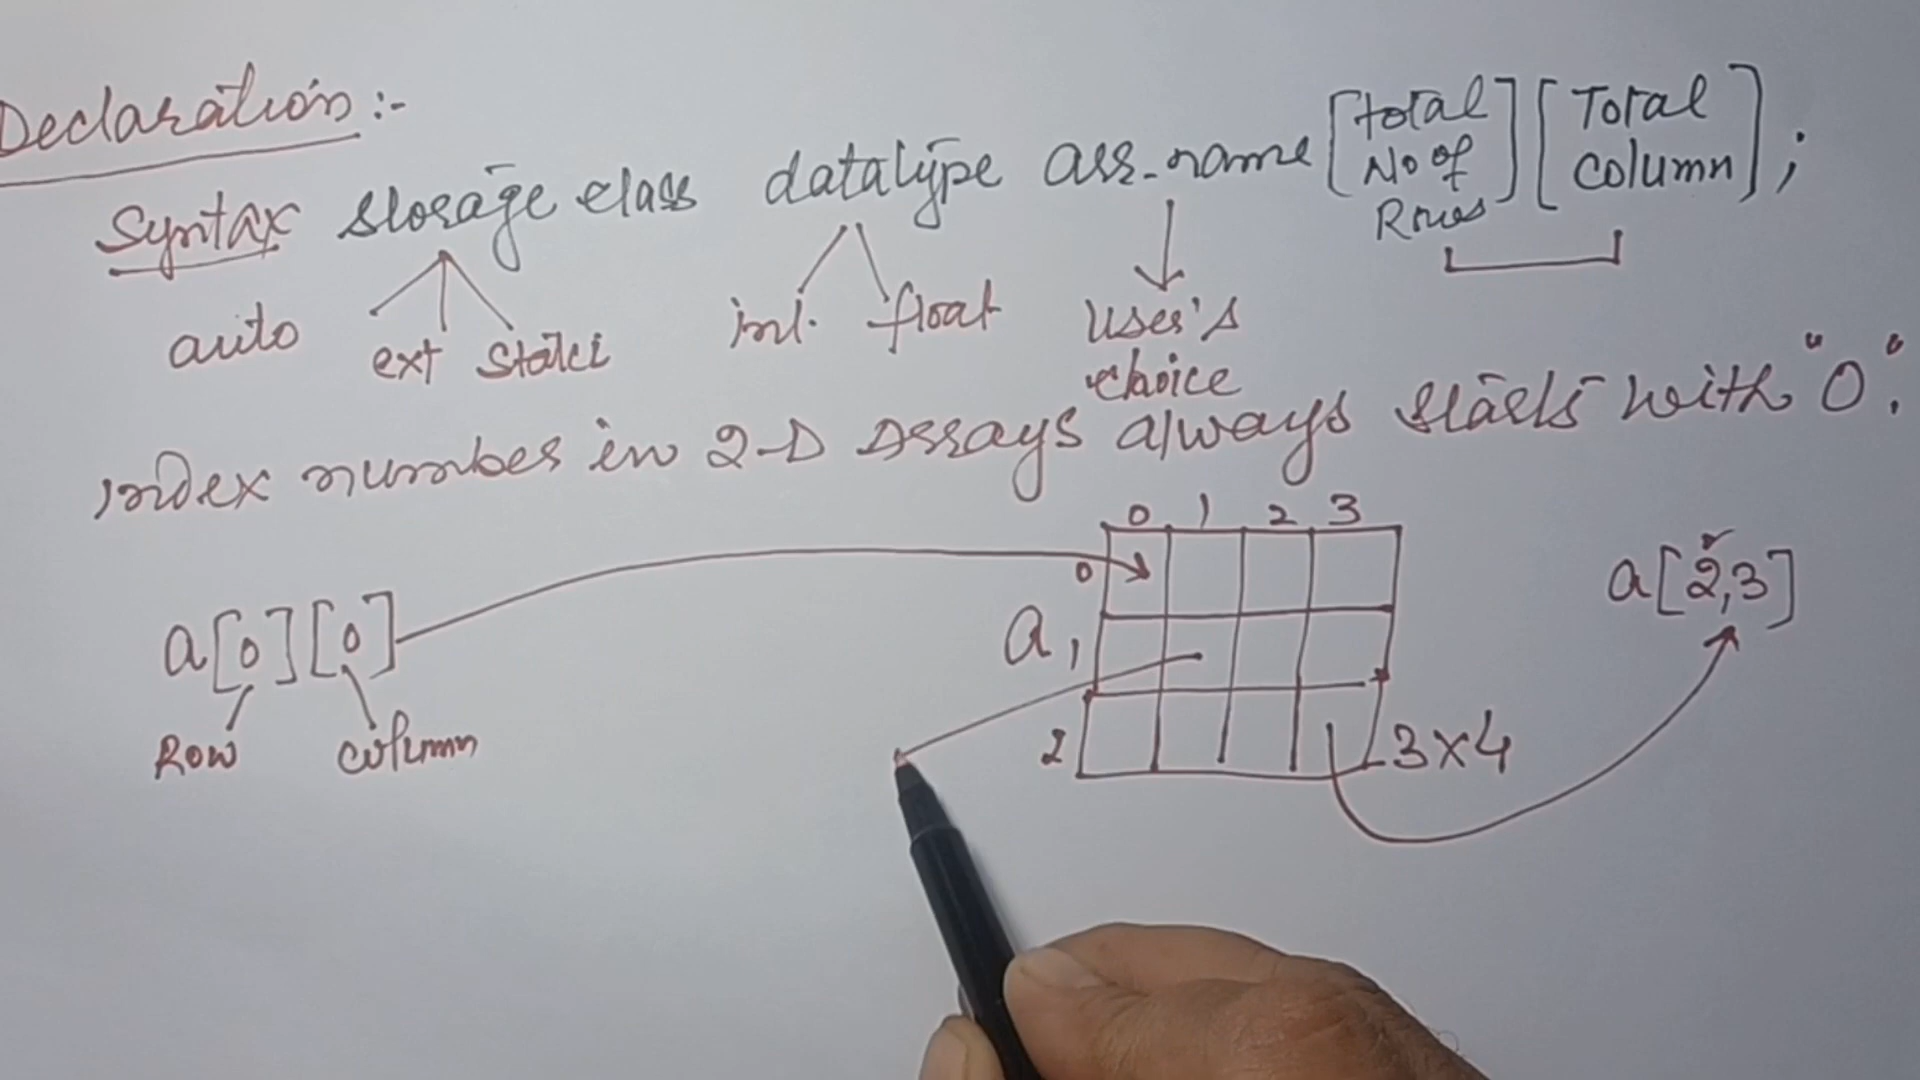 Declaration :-
Syntax storage class datatype arr-name [total No of Rows] [Total column];
auto ext static int. float user's choice
index number in 2-D Arrays always starts with "0".
0 1 2 3
0
a[0][0] a 1 a[2,3]
Row column 2 3x4